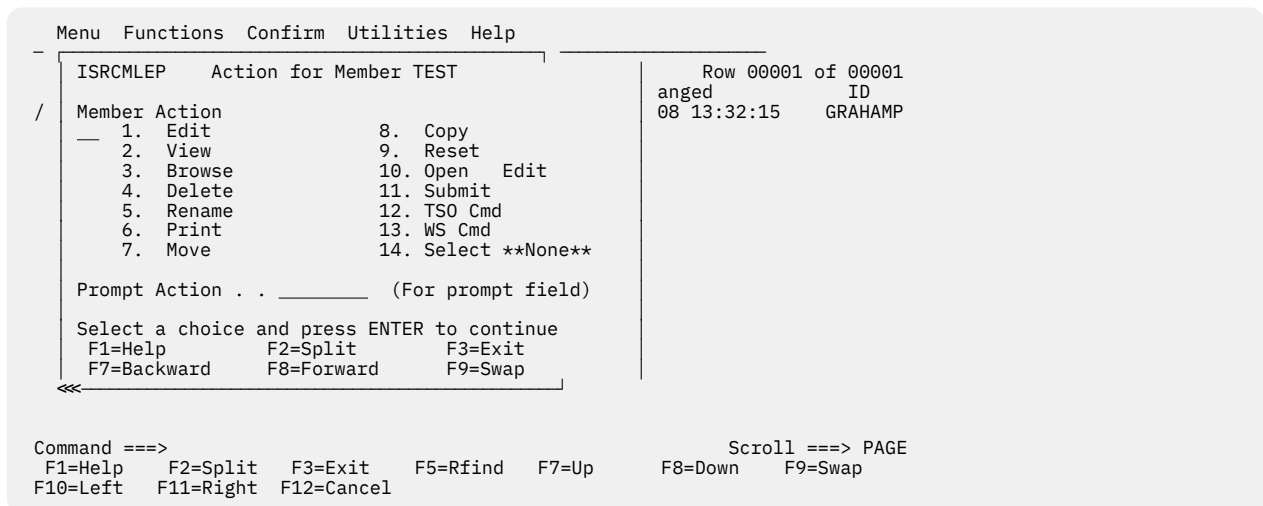 Menu  Functions  Confirm  Utilities  Help
ISRCMLEP    Action for Member TEST    Row 00001 of 00001
anged    ID
/ Member Action    08 13:32:15    GRAHAMP
__  1.  Edit    8.  Copy
2.  View    9.  Reset
3.  Browse    10. Open   Edit
4.  Delete    11. Submit
5.  Rename    12. TSO Cmd
6.  Print    13. WS Cmd
7.  Move    14. Select **None**
Prompt Action . . ________  (For prompt field)
Select a choice and press ENTER to continue
F1=Help    F2=Split    F3=Exit
F7=Backward    F8=Forward    F9=Swap
<<<
Command ===>    Scroll ===> PAGE
F1=Help    F2=Split    F3=Exit    F5=Rfind    F7=Up    F8=Down    F9=Swap
F10=Left    F11=Right    F12=Cancel